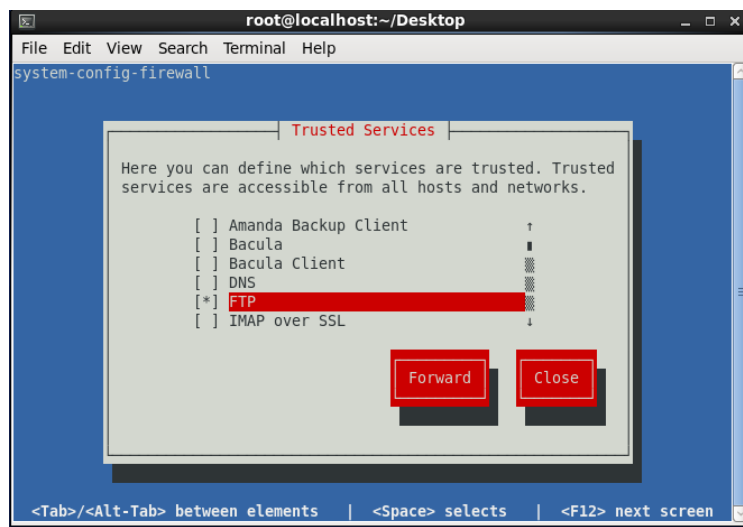 root@localhost:~/Desktop
File Edit View Search Terminal Help
system-config-firewall
Trusted Services
Here you can define which services are trusted. Trusted
services are accessible from all hosts and networks.
[ ] Amanda Backup Client
[ ] Bacula
[ ] Bacula Client
[ ] DNS
[*] FTP
[ ] IMAP over SSL
Forward Close
<Tab>/<Alt-Tab> between elements | <Space> selects | <F12> next screen